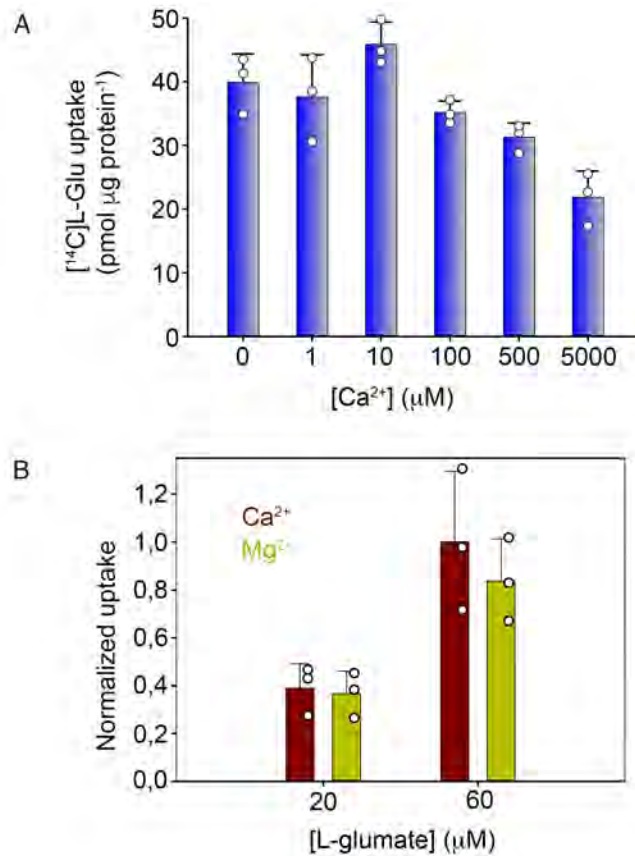 A
[¹⁴C]L-Glu uptake
(pmol µg protein⁻¹)
50
40
30
20
10
0
0 1 10 100 500 5000
[Ca²⁺] (µM)
B
Normalized uptake
1,2
1,0
0,8
0,6
0,4
0,2
0,0
Ca²⁺
Mg²⁺
20 60
[L-glumate] (µM)